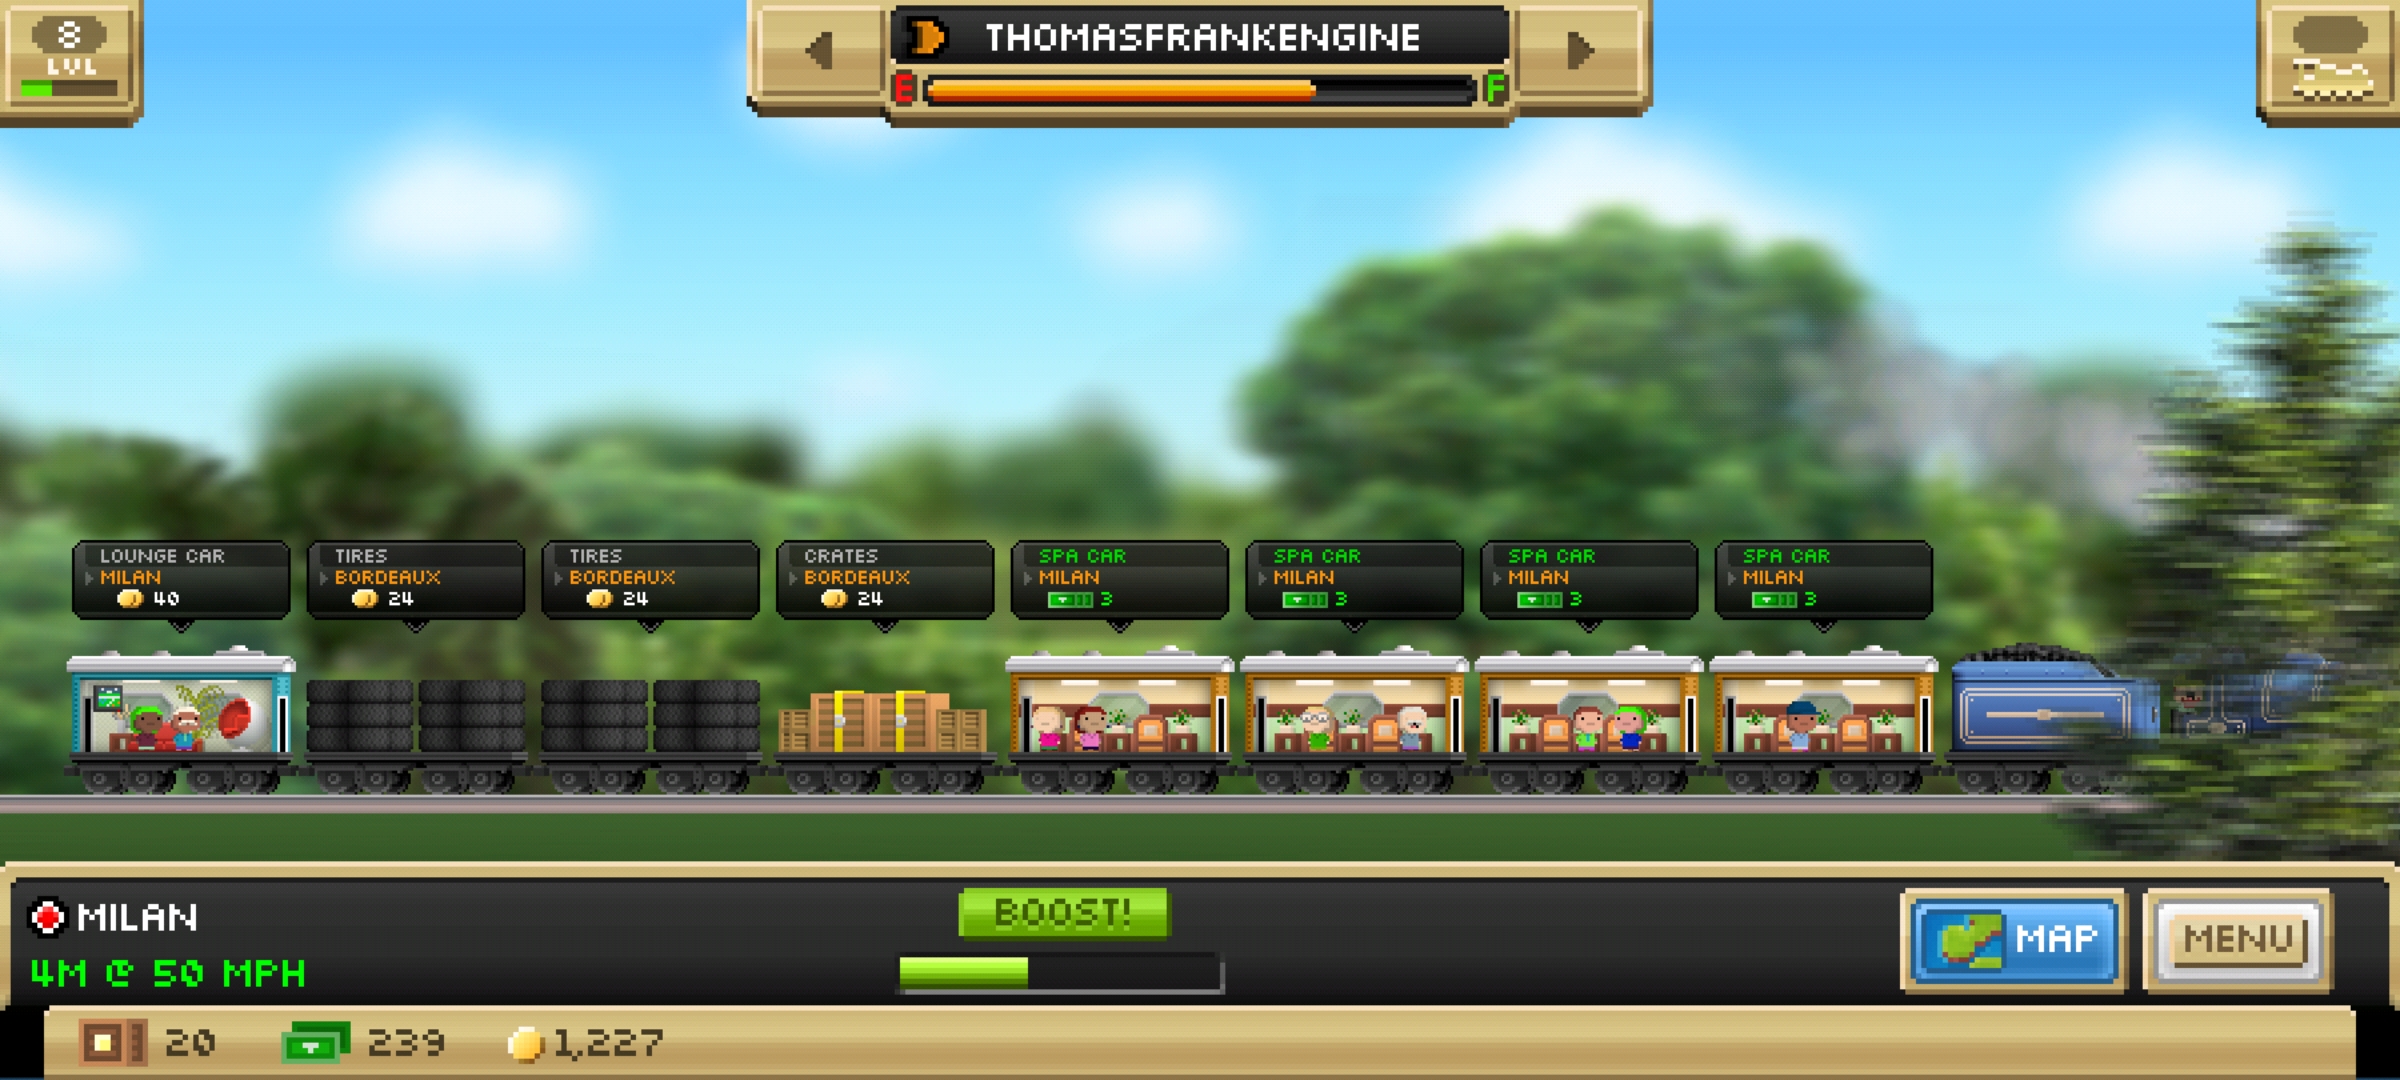 8
LVL
THOMASFRANKENGINE
E F
LOUNGE CAR
MILAN
40
TIRES
BORDEAUX
24
TIRES
BORDEAUX
24
CRATES
BORDEAUX
24
SPA CAR
MILAN
3
SPA CAR
MILAN
3
SPA CAR
MILAN
3
SPA CAR
MILAN
3
MILAN
4M @ 50 MPH
BOOST!
MAP
MENU
20
239
1,227